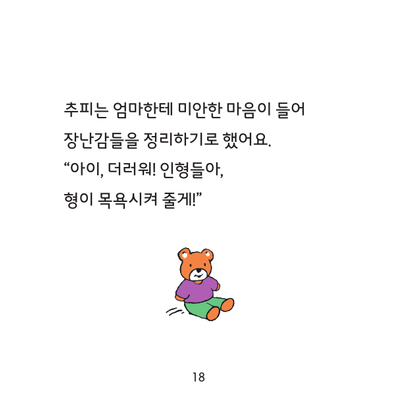 추피는 엄마한테 미안한 마음이 들어
장난감들을 정리하기로 했어요.
“아이, 더러워! 인형들아,
형이 목욕시켜 줄게!”
18